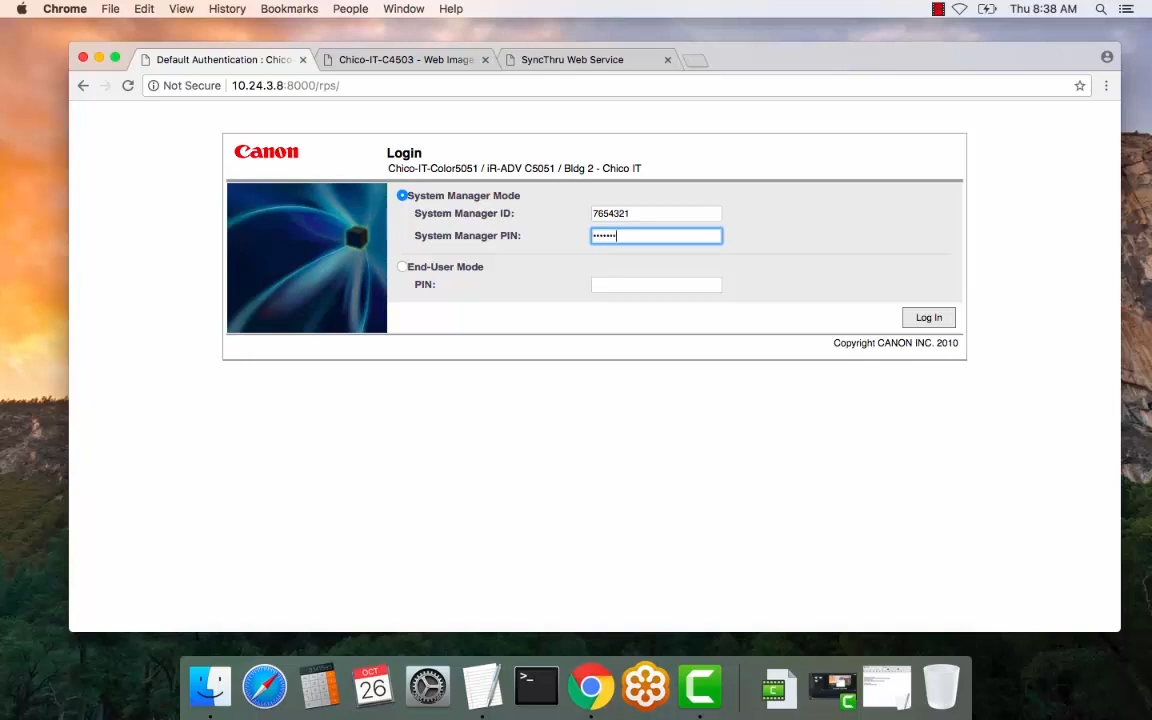 Chrome File Edit View History Bookmarks People Window Help Thu 8:38 AM
Default Authentication : Chico Chico-IT-C4503 - Web Image SyncThru Web Service
Not Secure 10.24.3.8:8000/rps/
Canon
Login
Chico-IT-Color5051 / iR-ADV C5051 / Bldg 2 - Chico IT
System Manager Mode
System Manager ID: 7654321
System Manager PIN: •••••••
End-User Mode
PIN:
Log In
Copyright CANON INC. 2010
OCT
26
>_